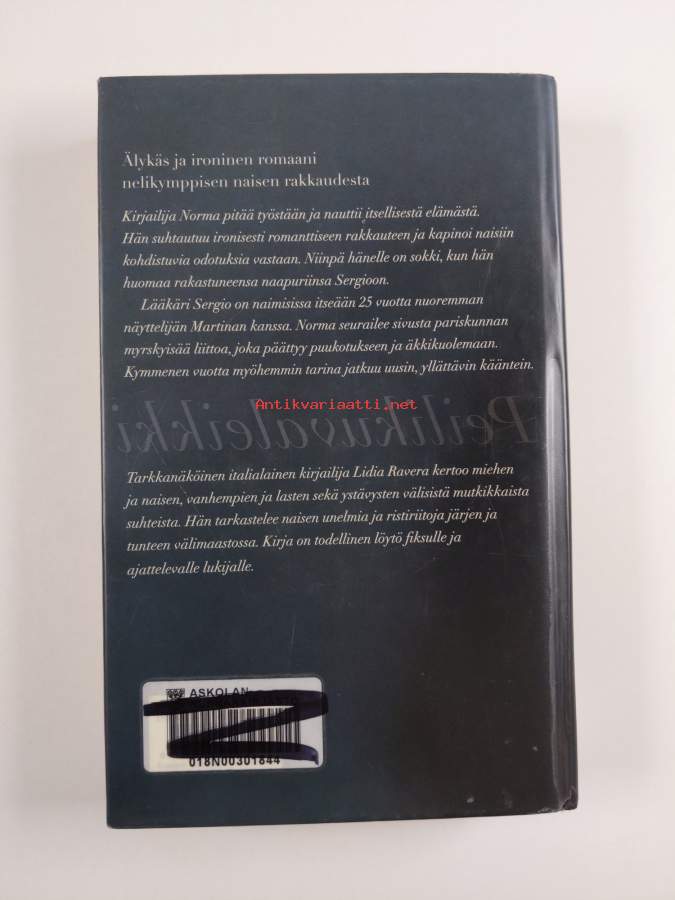 Älykäs ja ironinen romaani
nelikymppisen naisen rakkaudesta
Kirjailija Norma pitää työstään ja nauttii itsellisestä elämästä.
Hän suhtautuu ironisesti romanttiseen rakkauteen ja kapinoi naisiin
kohdistuvia odotuksia vastaan. Niinpä hänelle on sokki, kun hän
huomaa rakastuneensa naapuriinsa Sergioon.
Lääkäri Sergio on naimisissa itseään 25 vuotta nuoremman
näyttelijän Martinan kanssa. Norma seurailee sivusta pariskunnan
myrskyisää liittoa, joka päättyy puukotukseen ja äkkikuolemaan.
Kymmenen vuotta myöhemmin tarina jatkuu uusin, yllättävin kääntein.
Antikvariaatti.net
Peilikuvaleikki
Tarkkanäköinen italialainen kirjailija Lidia Ravera kertoo miehen
ja naisen, vanhempien ja lasten sekä ystävysten välisistä mutkikkaista
suhteista. Hän tarkastelee naisen unelmia ja ristiriitoja järjen ja
tunteen välimaastossa. Kirja on todellinen löytö fiksulle ja
ajattelevalle lukijalle.
ASKOLAN
018N00301844